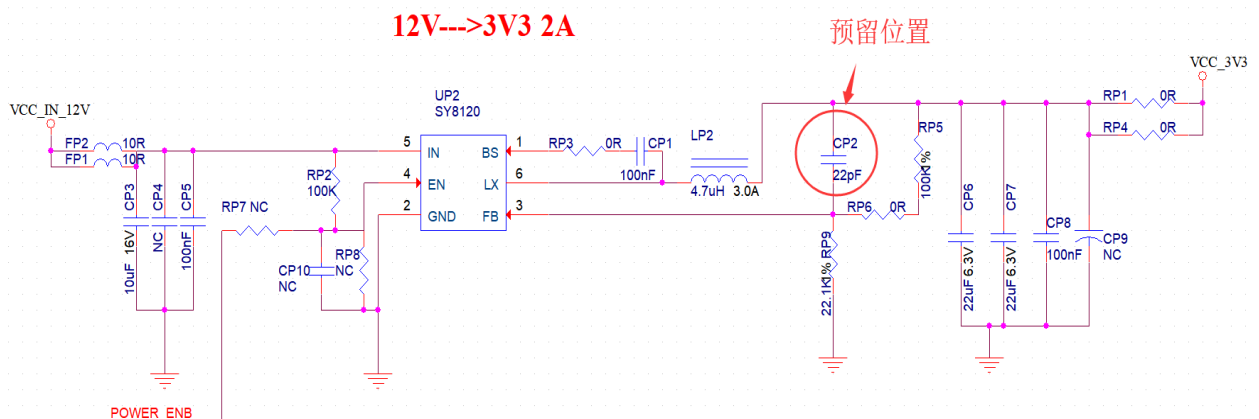 12V--->3V3 2A
预留位置
VCC_IN_12V
FP2 10R
FP1 10R
CP3
10uF 16V
CP4
NC
CP5
100nF
RP2
100K
RP7 NC
CP10
NC
RP8
NC
POWER_ENB
UP2
SY8120
5 IN BS 1
4 EN LX 6
2 GND FB 3
RP3 0R
CP1
100nF
LP2
4.7uH 3.0A
CP2
22pF
RP5
100K1%
RP6 0R
RP9
22.1K1%
CP6
22uF 6.3V
CP7
22uF 6.3V
CP8
100nF
CP9
NC
RP1 0R
RP4 0R
VCC_3V3